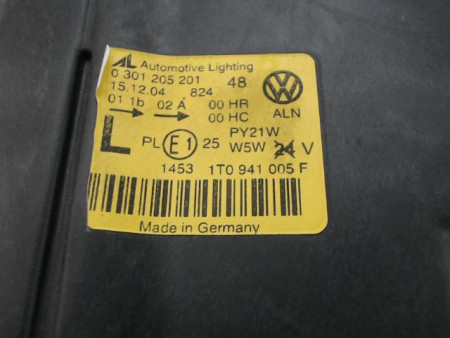 AL Automotive Lighting
0 301 205 201 48
15.12.04 824
01 1b 02 A 00 HR
00 HC ALN
L PL E1 25 PY21W
W5W 24 V
1453 1T0 941 005 F
Made in Germany